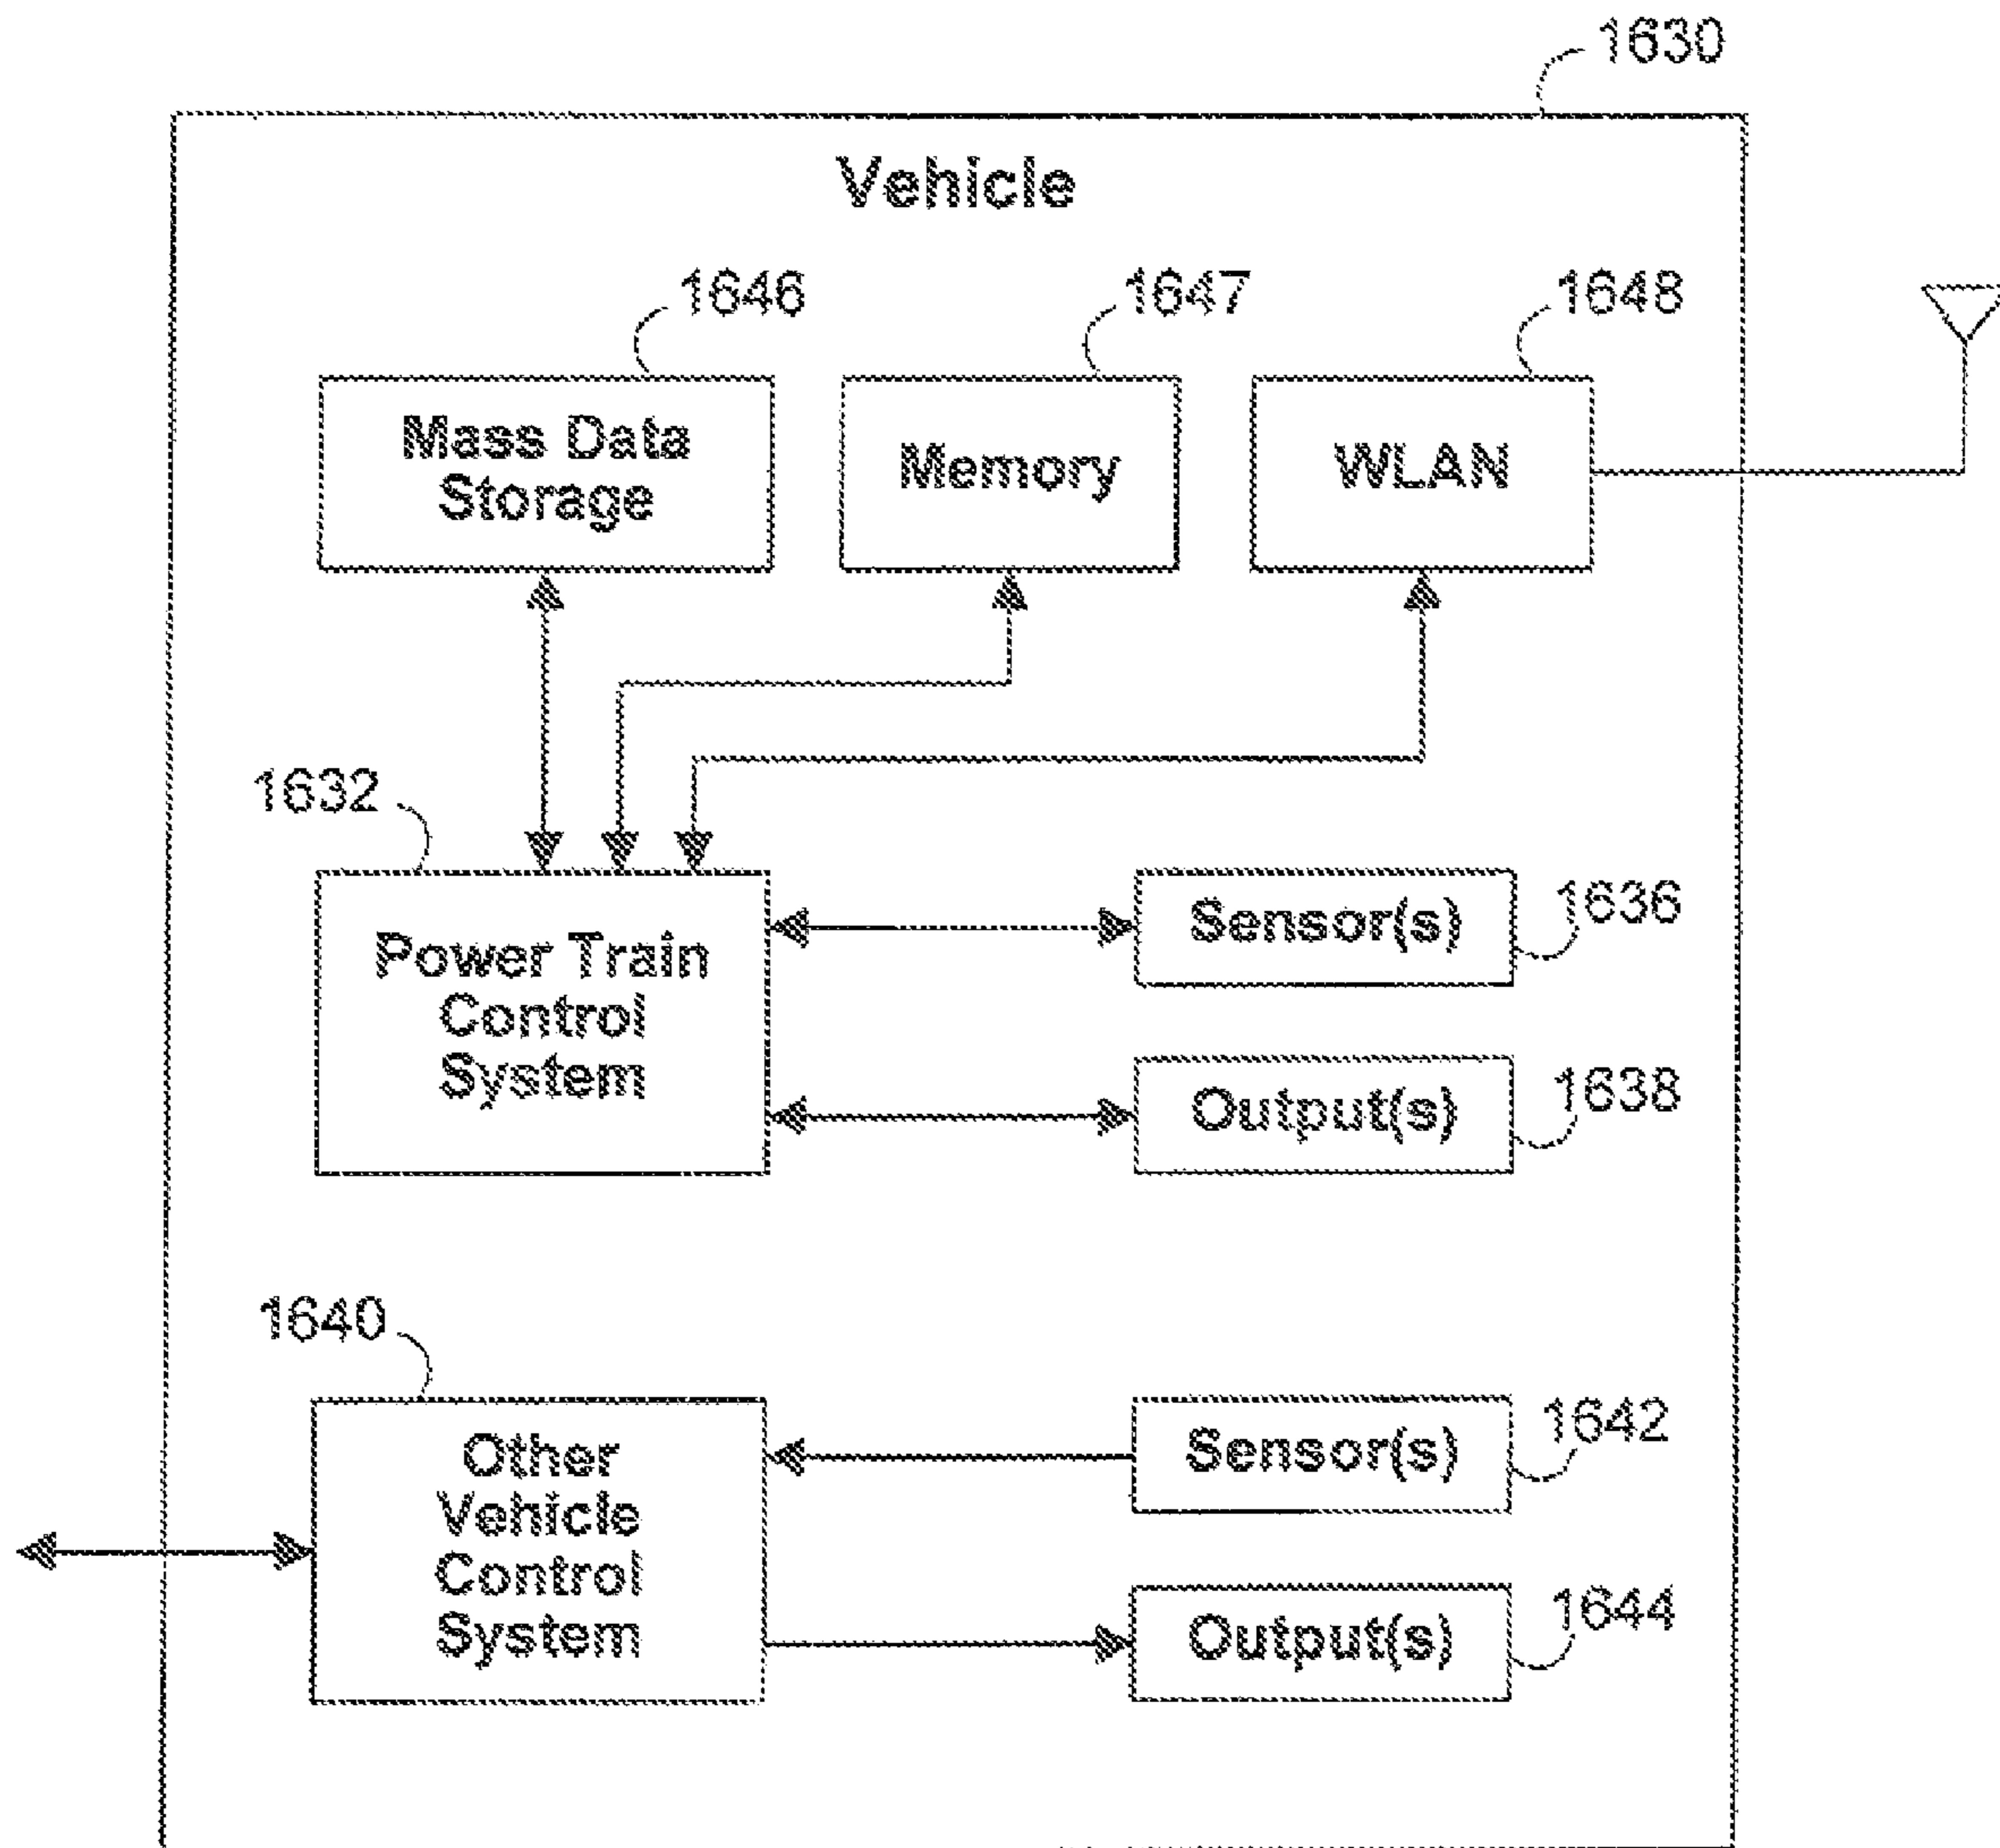 1630
Vehicle
1646
1647
1648
Mass Data
Storage
Memory
WLAN
1632
Power Train
Control
System
Sensor(s)
1636
Output(s)
1638
1640
Other
Vehicle
Control
System
Sensor(s)
1642
Output(s)
1644